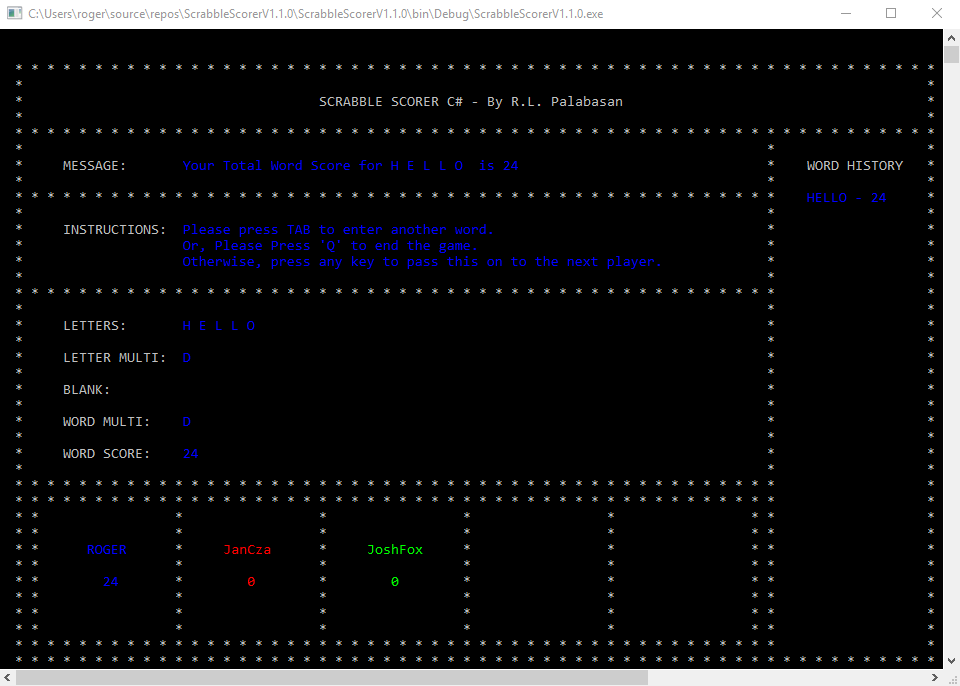 C:\Users\roger\source\repos\ScrabbleScorerV1.1.0\ScrabbleScorerV1.1.0\bin\Debug\ScrabbleScorerV1.1.0.exe
SCRABBLE SCORER C# - By R.L. Palabasan
MESSAGE: Your Total Word Score for H E L L O  is 24
WORD HISTORY
HELLO - 24
INSTRUCTIONS: Please press TAB to enter another word.
Or, Please Press 'Q' to end the game.
Otherwise, press any key to pass this on to the next player.
LETTERS: H E L L O
LETTER MULTI: D
BLANK:
WORD MULTI: D
WORD SCORE: 24
ROGER JanCza JoshFox
24 0 0